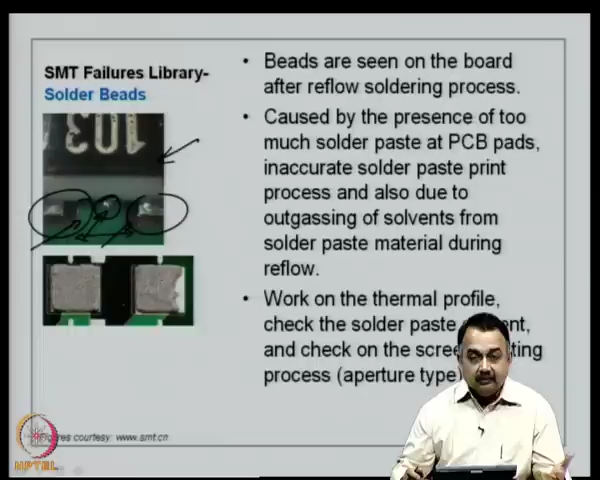 SMT Failures Library-
Solder Beads
103
• Beads are seen on the board
after reflow soldering process.
• Caused by the presence of too
much solder paste at PCB pads,
inaccurate solder paste print
process and also due to
outgassing of solvents from
solder paste material during
reflow.
• Work on the thermal profile,
check the solder paste
and check on the
process (aperture type)
Figures courtesy: www.smt.cn
NPTEL